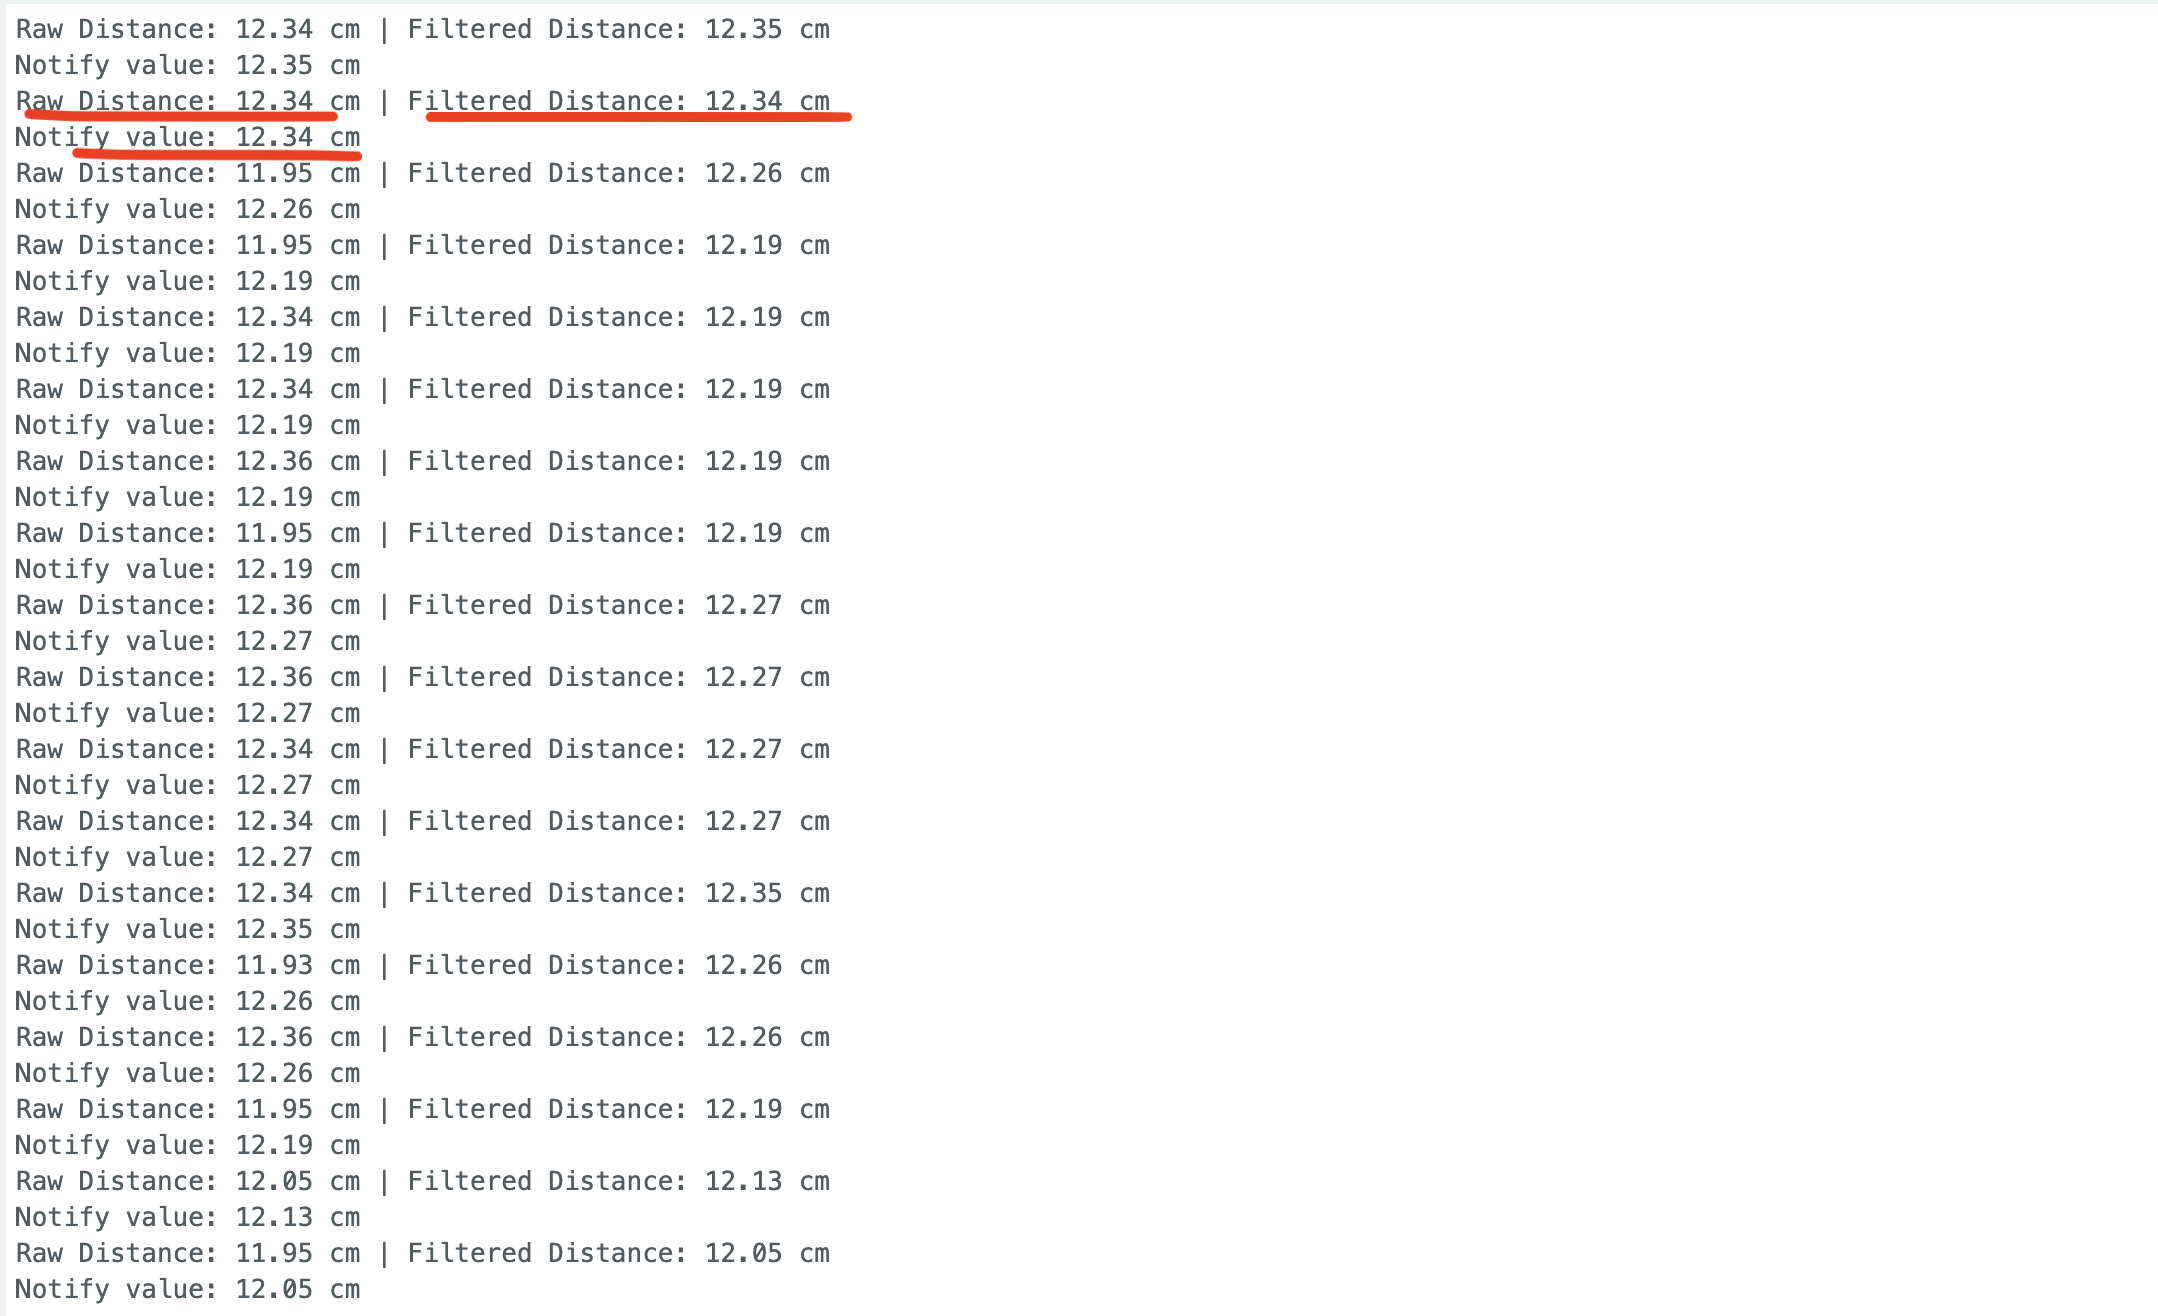 Raw Distance: 12.34 cm | Filtered Distance: 12.35 cm
Notify value: 12.35 cm
Raw Distance: 12.34 cm | Filtered Distance: 12.34 cm
Notify value: 12.34 cm
Raw Distance: 11.95 cm | Filtered Distance: 12.26 cm
Notify value: 12.26 cm
Raw Distance: 11.95 cm | Filtered Distance: 12.19 cm
Notify value: 12.19 cm
Raw Distance: 12.34 cm | Filtered Distance: 12.19 cm
Notify value: 12.19 cm
Raw Distance: 12.34 cm | Filtered Distance: 12.19 cm
Notify value: 12.19 cm
Raw Distance: 12.36 cm | Filtered Distance: 12.19 cm
Notify value: 12.19 cm
Raw Distance: 11.95 cm | Filtered Distance: 12.19 cm
Notify value: 12.19 cm
Raw Distance: 12.36 cm | Filtered Distance: 12.27 cm
Notify value: 12.27 cm
Raw Distance: 12.36 cm | Filtered Distance: 12.27 cm
Notify value: 12.27 cm
Raw Distance: 12.34 cm | Filtered Distance: 12.27 cm
Notify value: 12.27 cm
Raw Distance: 12.34 cm | Filtered Distance: 12.27 cm
Notify value: 12.27 cm
Raw Distance: 12.34 cm | Filtered Distance: 12.35 cm
Notify value: 12.35 cm
Raw Distance: 11.93 cm | Filtered Distance: 12.26 cm
Notify value: 12.26 cm
Raw Distance: 12.36 cm | Filtered Distance: 12.26 cm
Notify value: 12.26 cm
Raw Distance: 11.95 cm | Filtered Distance: 12.19 cm
Notify value: 12.19 cm
Raw Distance: 12.05 cm | Filtered Distance: 12.13 cm
Notify value: 12.13 cm
Raw Distance: 11.95 cm | Filtered Distance: 12.05 cm
Notify value: 12.05 cm